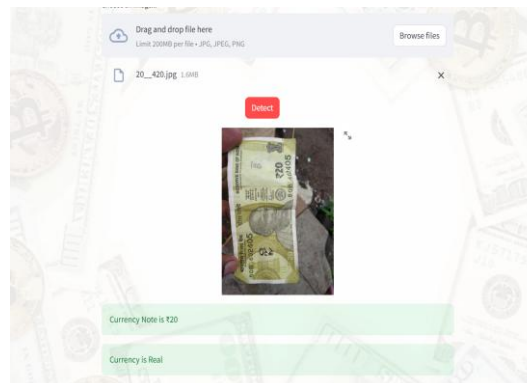 Drag and drop file here
Limit 200MB per file • JPG, JPEG, PNG
Browse files
20__420.jpg 1.6MB
Detect
₹20
Currency Note is ₹20
Currency is Real